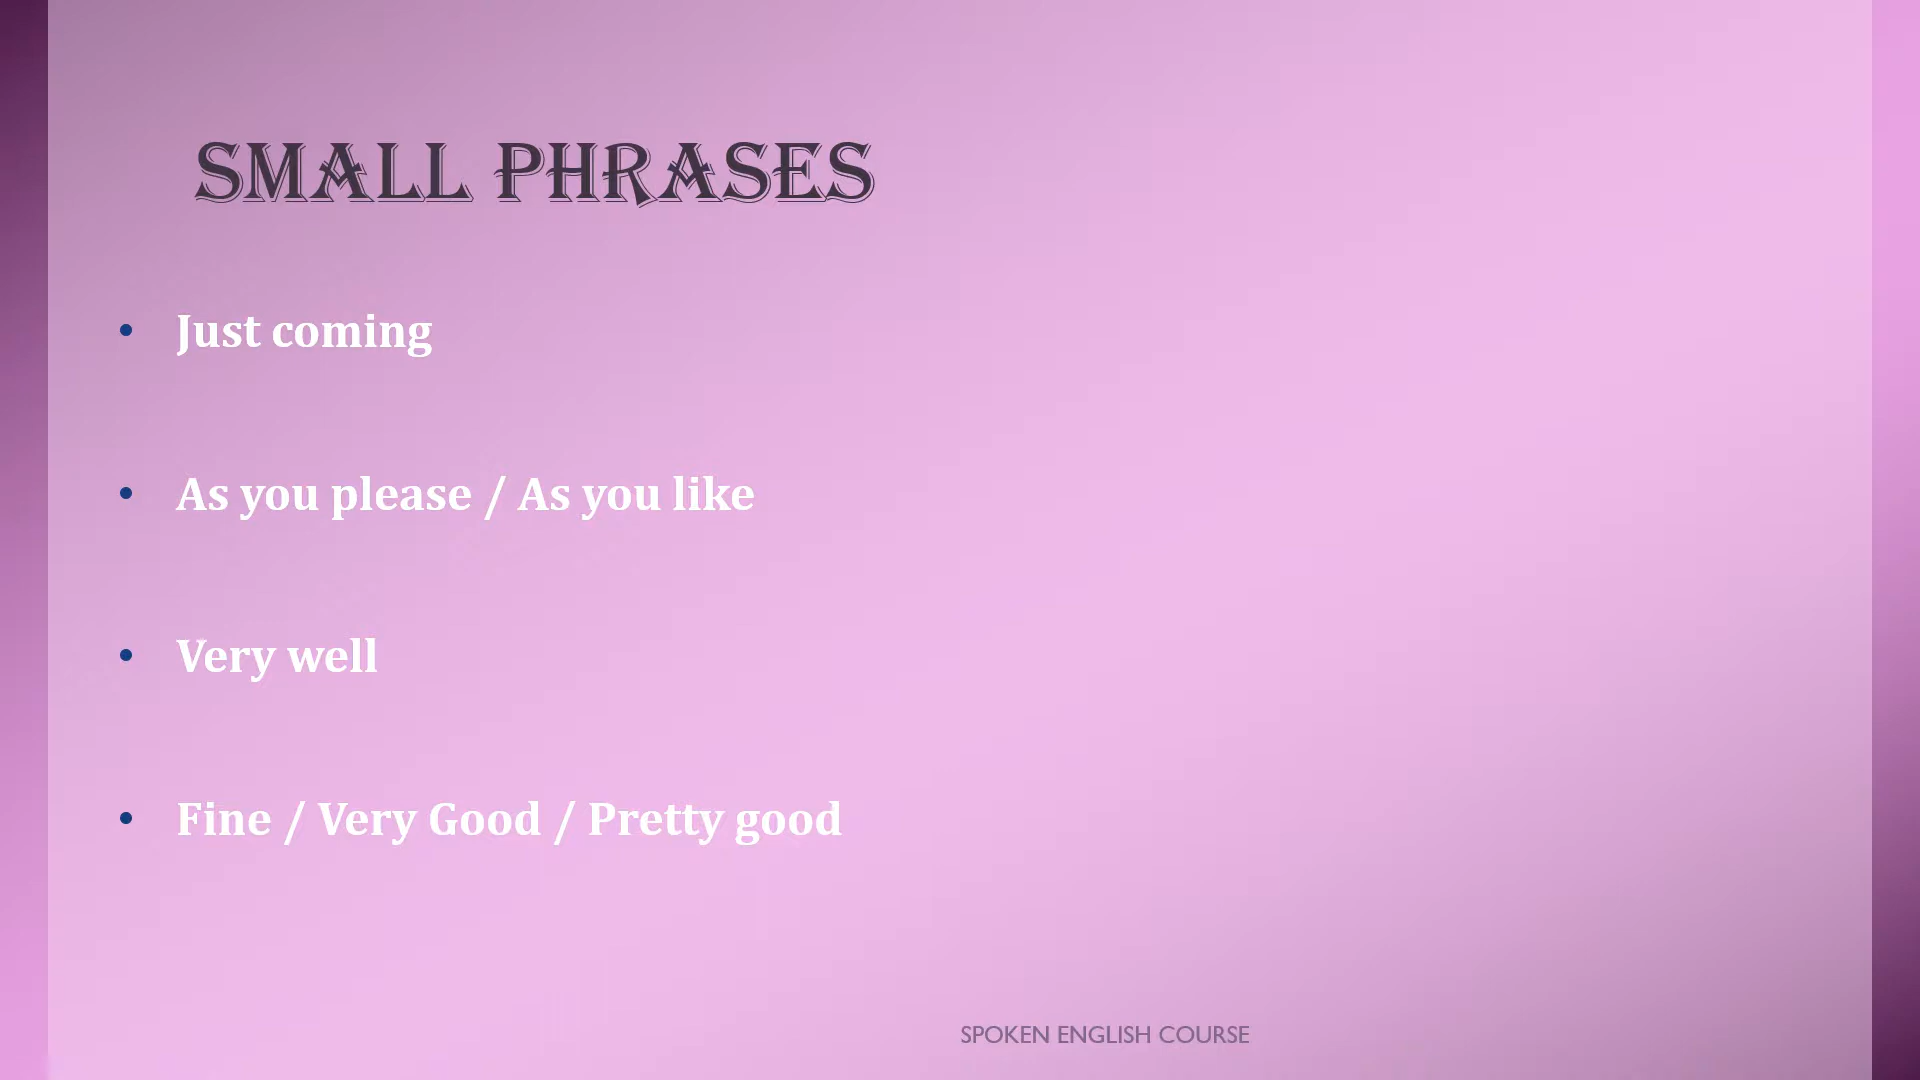 SMALL PHRASES
• Just coming
• As you please / As you like
• Very well
• Fine / Very Good / Pretty good
SPOKEN ENGLISH COURSE